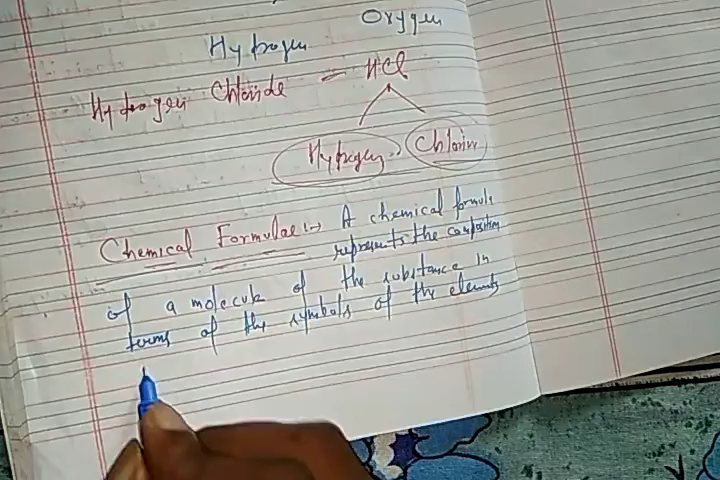 Oxygen
Hydrogen
Hydrogen Chloride = HCl
Hydrogen Chlorine
Chemical Formulae :-> A chemical formula
represents the composition
of a molecule of the substance in
terms of the symbols of the elements